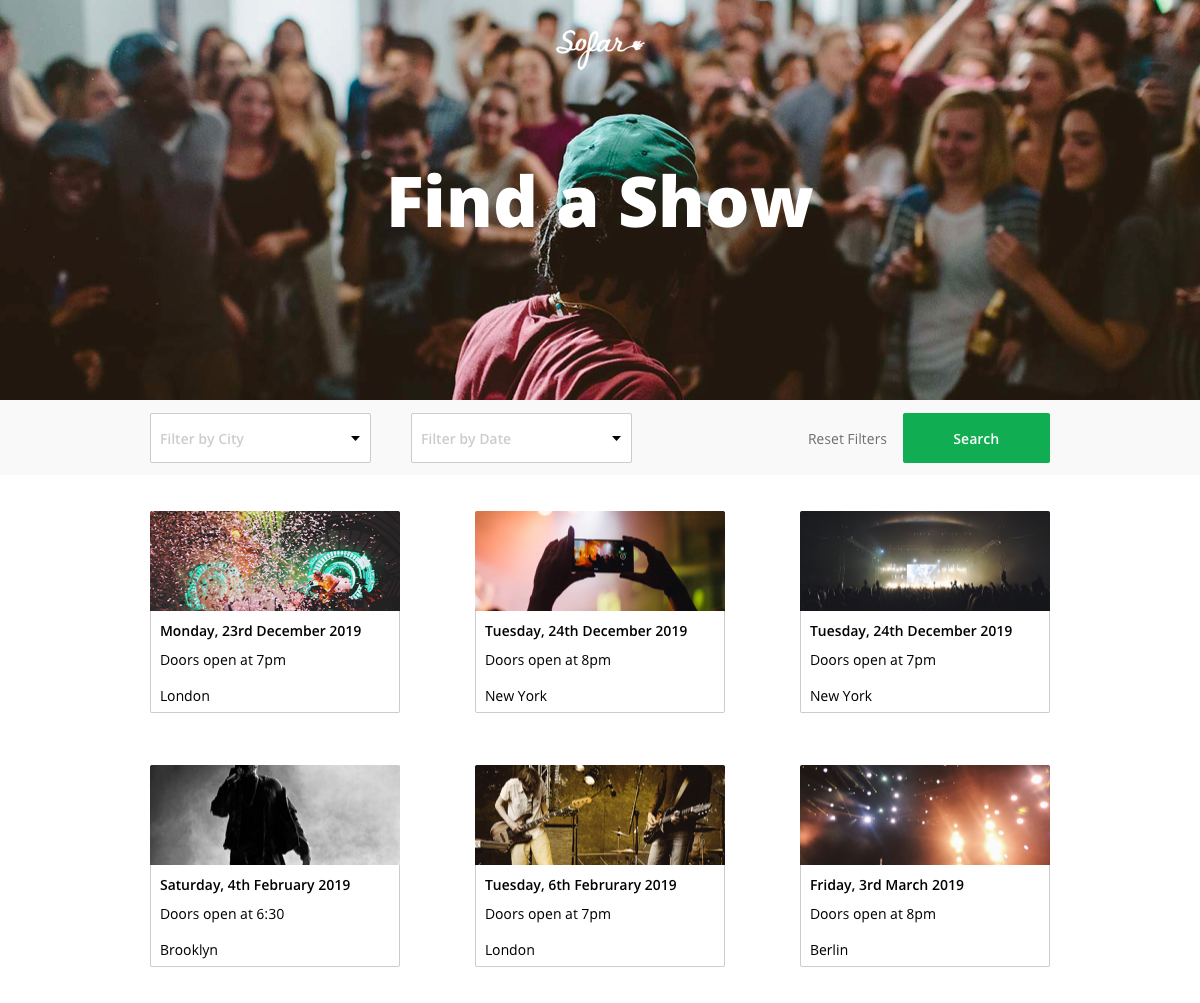 Sofar
Find a Show
Filter by City
Filter by Date
Reset Filters
Search
Monday, 23rd December 2019
Doors open at 7pm
London
Tuesday, 24th December 2019
Doors open at 8pm
New York
Tuesday, 24th December 2019
Doors open at 7pm
New York
Saturday, 4th February 2019
Doors open at 6:30
Brooklyn
Tuesday, 6th Februrary 2019
Doors open at 7pm
London
Friday, 3rd March 2019
Doors open at 8pm
Berlin